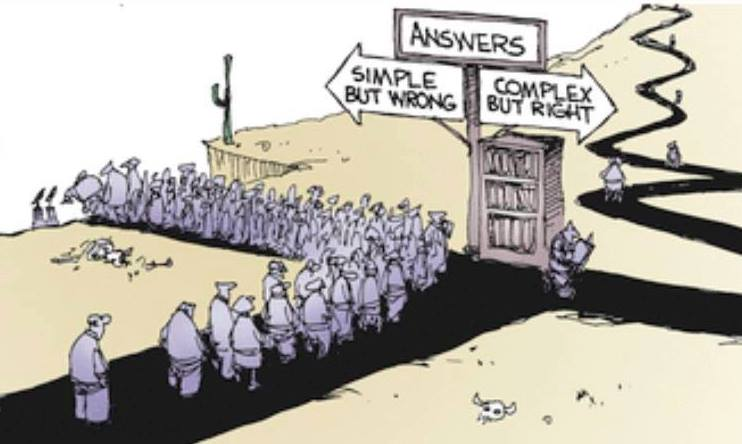 ANSWERS
SIMPLE
BUT WRONG
COMPLEX
BUT RIGHT